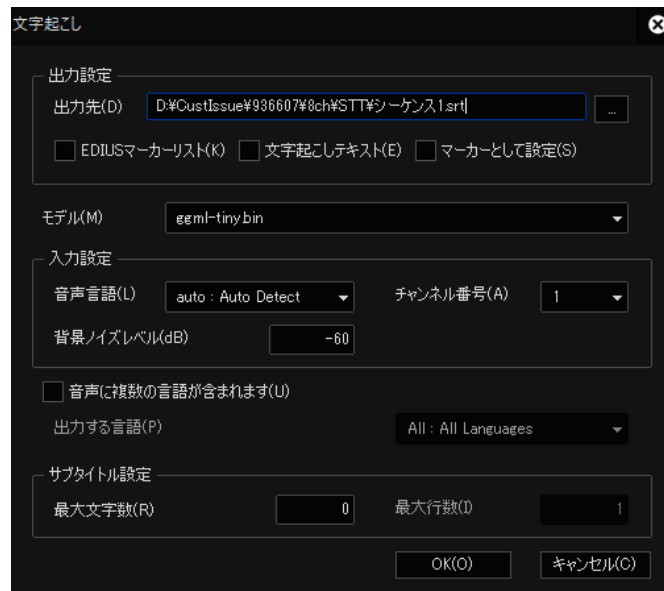 文字起こし
出力設定
出力先(D) D:¥CustIssue¥936607¥8ch¥STT¥シーケンス1.srt ...
EDIUSマーカーリスト(K) 文字起こしテキスト(E) マーカーとして設定(S)
モデル(M) ggml-tiny.bin
入力設定
音声言語(L) auto : Auto Detect チャンネル番号(A) 1
背景ノイズレベル(dB) -60
音声に複数の言語が含まれます(U)
出力する言語(P) All : All Languages
サブタイトル設定
最大文字数(R) 0 最大行数(I) 1
OK(O) キャンセル(C)